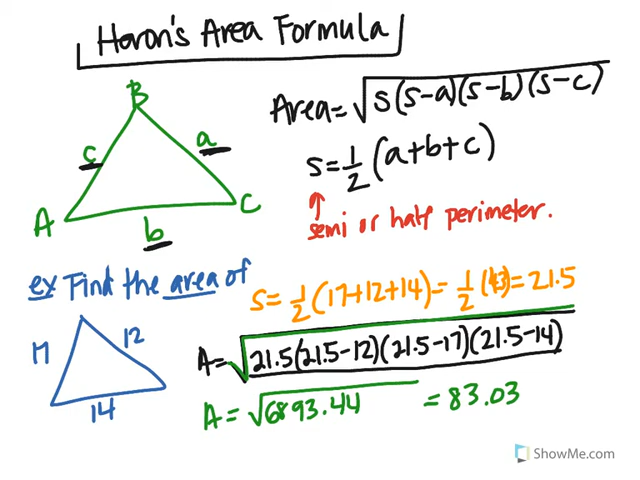 Heron's Area Formula
B
Area=√s(s-a)(s-b)(s-c)
c
a
s=1/2(a+b+c)
A
C
b
semi or half perimeter.
ex Find the area of
s=1/2(17+12+14)=1/2(43)=21.5
17
12
A=√21.5(21.5-12)(21.5-17)(21.5-14)
14
A=√6893.44 =83.03
ShowMe.com